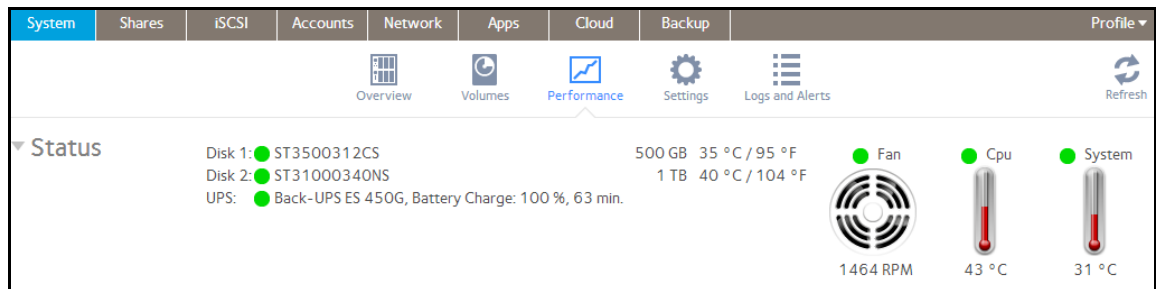 System Shares iSCSI Accounts Network Apps Cloud Backup Profile
Overview Volumes Performance Settings Logs and Alerts Refresh
Status
Disk 1: ST3500312CS 500 GB 35 °C / 95 °F
Disk 2: ST31000340NS 1 TB 40 °C / 104 °F
UPS: Back-UPS ES 450G, Battery Charge: 100 %, 63 min.
Fan Cpu System
1464 RPM 43 °C 31 °C